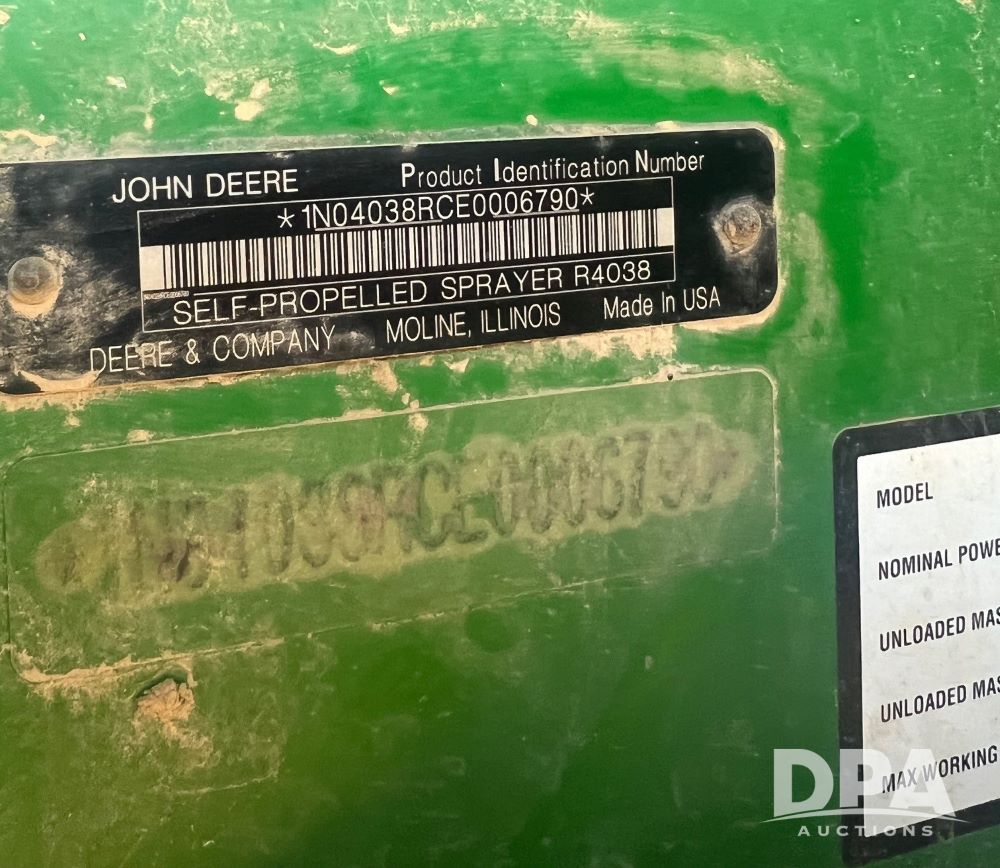 JOHN DEERE
Product Identification Number
*1N04038RCE0006790*
SELF-PROPELLED SPRAYER R4038
DEERE & COMPANY MOLINE, ILLINOIS Made In USA
MODEL
NOMINAL POWE
UNLOADED MAS
UNLOADED MAS
MAX WORKING
DPA
AUCTIONS